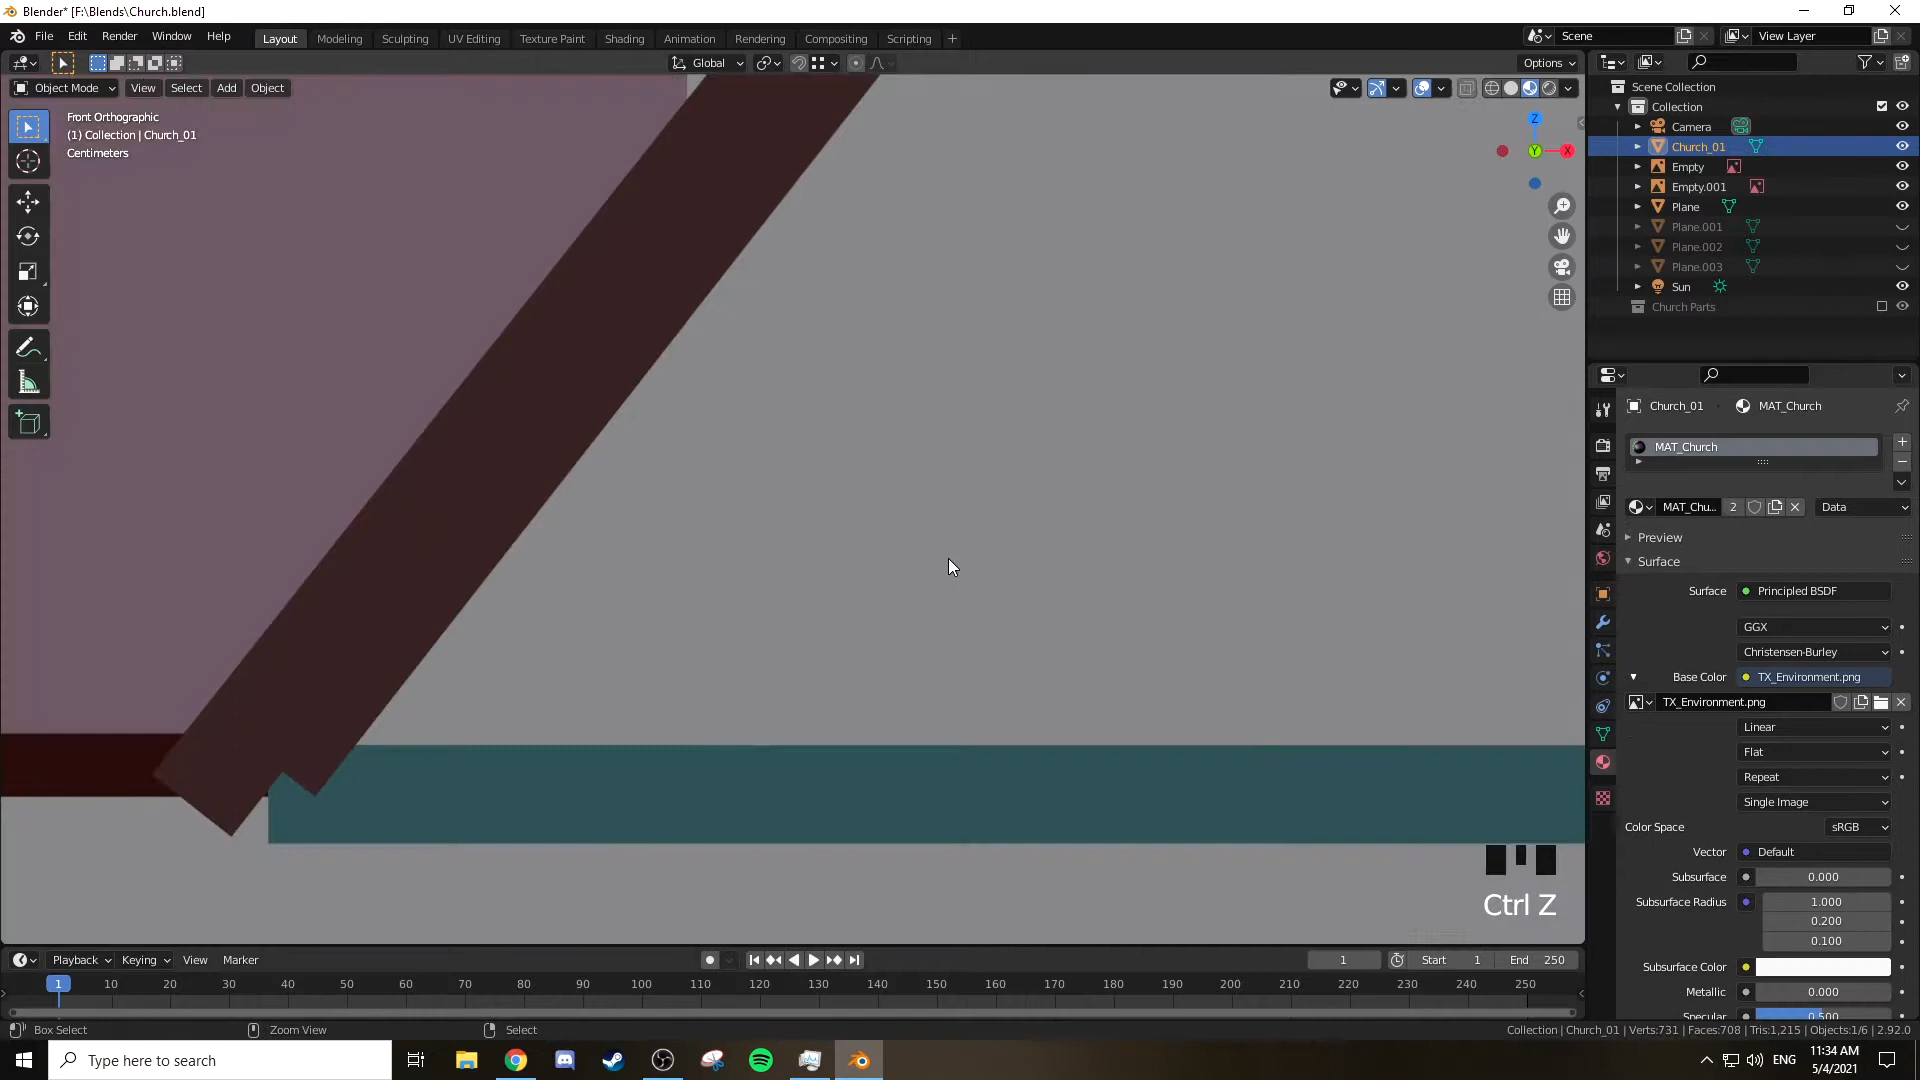 Blender* [F:\Blends\Church.blend]
File Edit Render Window Help
Layout Modeling Sculpting UV Editing Texture Paint Shading Animation Rendering Compositing Scripting
Scene
View Layer
Global
Options
Object Mode View Select Add Object
Front Orthographic
(1) Collection | Church_01
Centimeters
Z
Y
X
Scene Collection
Collection
Camera
Church_01
Empty
Empty.001
Plane
Plane.001
Plane.002
Plane.003
Sun
Church Parts
Church_01 MAT_Church
MAT_Church
MAT_Chu... 2 Data
Preview
Surface
Surface Principled BSDF
GGX
Christensen-Burley
Base Color TX_Environment.png
TX_Environment.png
Linear
Flat
Repeat
Single Image
Color Space sRGB
Vector Default
Subsurface 0.000
Subsurface Radius 1.000
0.200
0.100
Subsurface Color
Metallic 0.000
Specular 0.500
Ctrl Z
Playback Keying View Marker
1 Start 1 End 250
1 10 20 30 40 50 60 70 80 90 100 110 120 130 140 150 160 170 180 190 200 210 220 230 240 250
Box Select Zoom View Select
Collection | Church_01 | Verts:731 | Faces:708 | Tris:1,215 | Objects:1/6 | 2.92.0
Type here to search
ENG
11:34 AM
5/4/2021